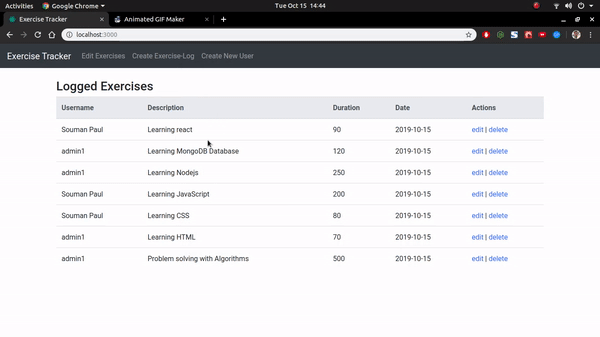 Activities Google Chrome Tue Oct 15 14:44
Exercise Tracker Animated GIF Maker
localhost:3000
Exercise Tracker Edit Exercises Create Exercise-Log Create New User
Logged Exercises
Username Description Duration Date Actions
Souman Paul Learning react 90 2019-10-15 edit | delete
admin1 Learning MongoDB Database 120 2019-10-15 edit | delete
admin1 Learning Nodejs 250 2019-10-15 edit | delete
Souman Paul Learning JavaScript 200 2019-10-15 edit | delete
Souman Paul Learning CSS 80 2019-10-15 edit | delete
admin1 Learning HTML 70 2019-10-15 edit | delete
admin1 Problem solving with Algorithms 500 2019-10-15 edit | delete